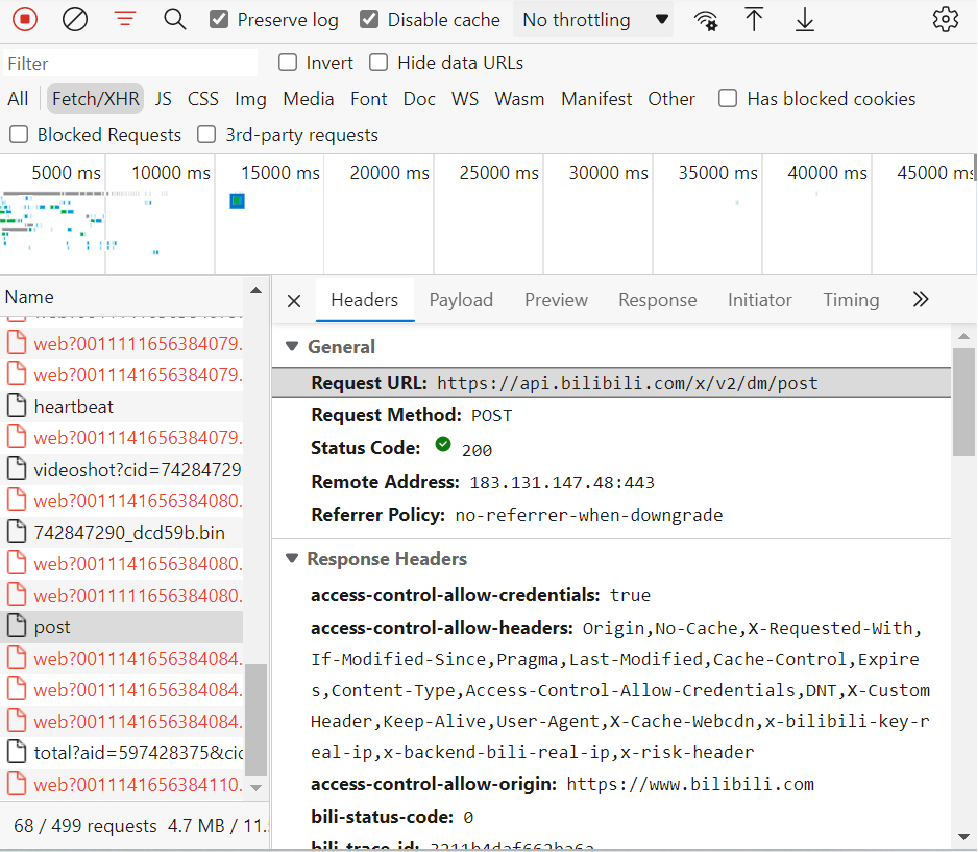 Preserve log Disable cache No throttling
Filter Invert Hide data URLs
All Fetch/XHR JS CSS Img Media Font Doc WS Wasm Manifest Other Has blocked cookies
Blocked Requests 3rd-party requests
5000 ms 10000 ms 15000 ms 20000 ms 25000 ms 30000 ms 35000 ms 40000 ms 45000 ms
Name
web?0011111656384079.
web?0011141656384079.
heartbeat
web?0011141656384079.
videoshot?cid=74284729
web?0011141656384080.
742847290_dcd59b.bin
web?0011141656384080.
web?0011111656384080.
post
web?0011141656384084.
web?0011141656384084.
web?0011141656384084.
total?aid=597428375&cid
web?0011141656384110.
68 / 499 requests 4.7 MB / 11.
Headers Payload Preview Response Initiator Timing
General
Request URL: https://api.bilibili.com/x/v2/dm/post
Request Method: POST
Status Code: 200
Remote Address: 183.131.147.48:443
Referrer Policy: no-referrer-when-downgrade
Response Headers
access-control-allow-credentials: true
access-control-allow-headers: Origin,No-Cache,X-Requested-With,
If-Modified-Since,Pragma,Last-Modified,Cache-Control,Expire
s,Content-Type,Access-Control-Allow-Credentials,DNT,X-Custom
Header,Keep-Alive,User-Agent,X-Cache-Webcdn,x-bilibili-key-r
eal-ip,x-backend-bili-real-ip,x-risk-header
access-control-allow-origin: https://www.bilibili.com
bili-status-code: 0
bili-trace-id: